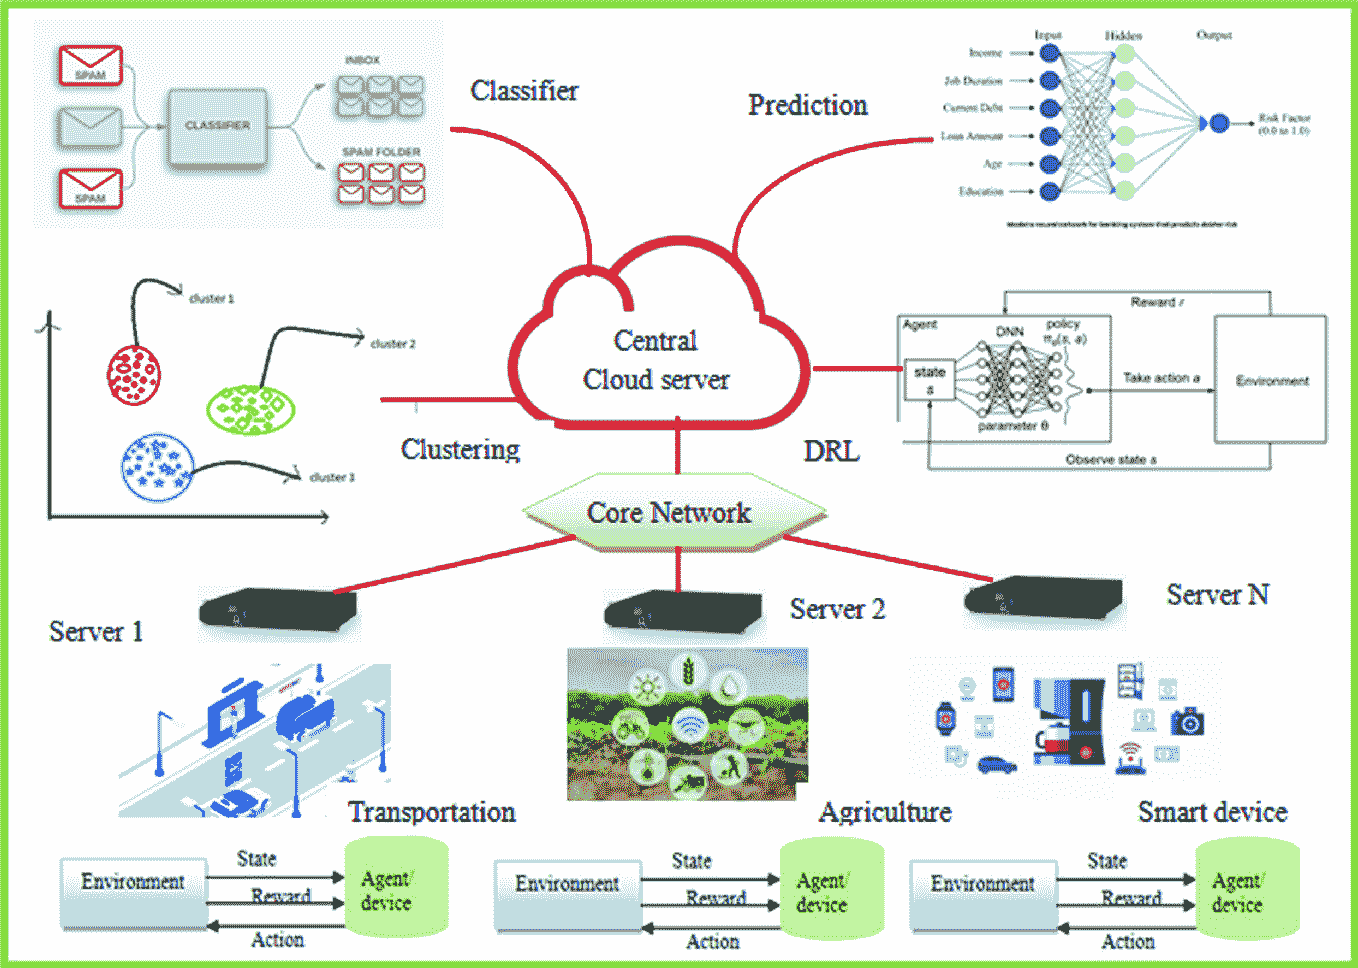 SPAM
SPAM
CLASSIFIER
INBOX
SPAM FOLDER
Classifier
Prediction
Input
Hidden
Output
Income
Job Duration
Current Debt
Loan Amount
Age
Education
Risk Factor
(0.0 to 1.0)
cluster 1
cluster 2
cluster 3
Clustering
Central
Cloud server
DRL
Agent
state
s
DNN
policy
πθ(s, a)
parameter θ
Reward r
Take action a
Environment
Observe state s
Core Network
Server 1
Server 2
Server N
Transportation
Agriculture
Smart device
Environment
State
Reward
Action
Agent/
device
Environment
State
Reward
Action
Agent/
device
Environment
State
Reward
Action
Agent/
device